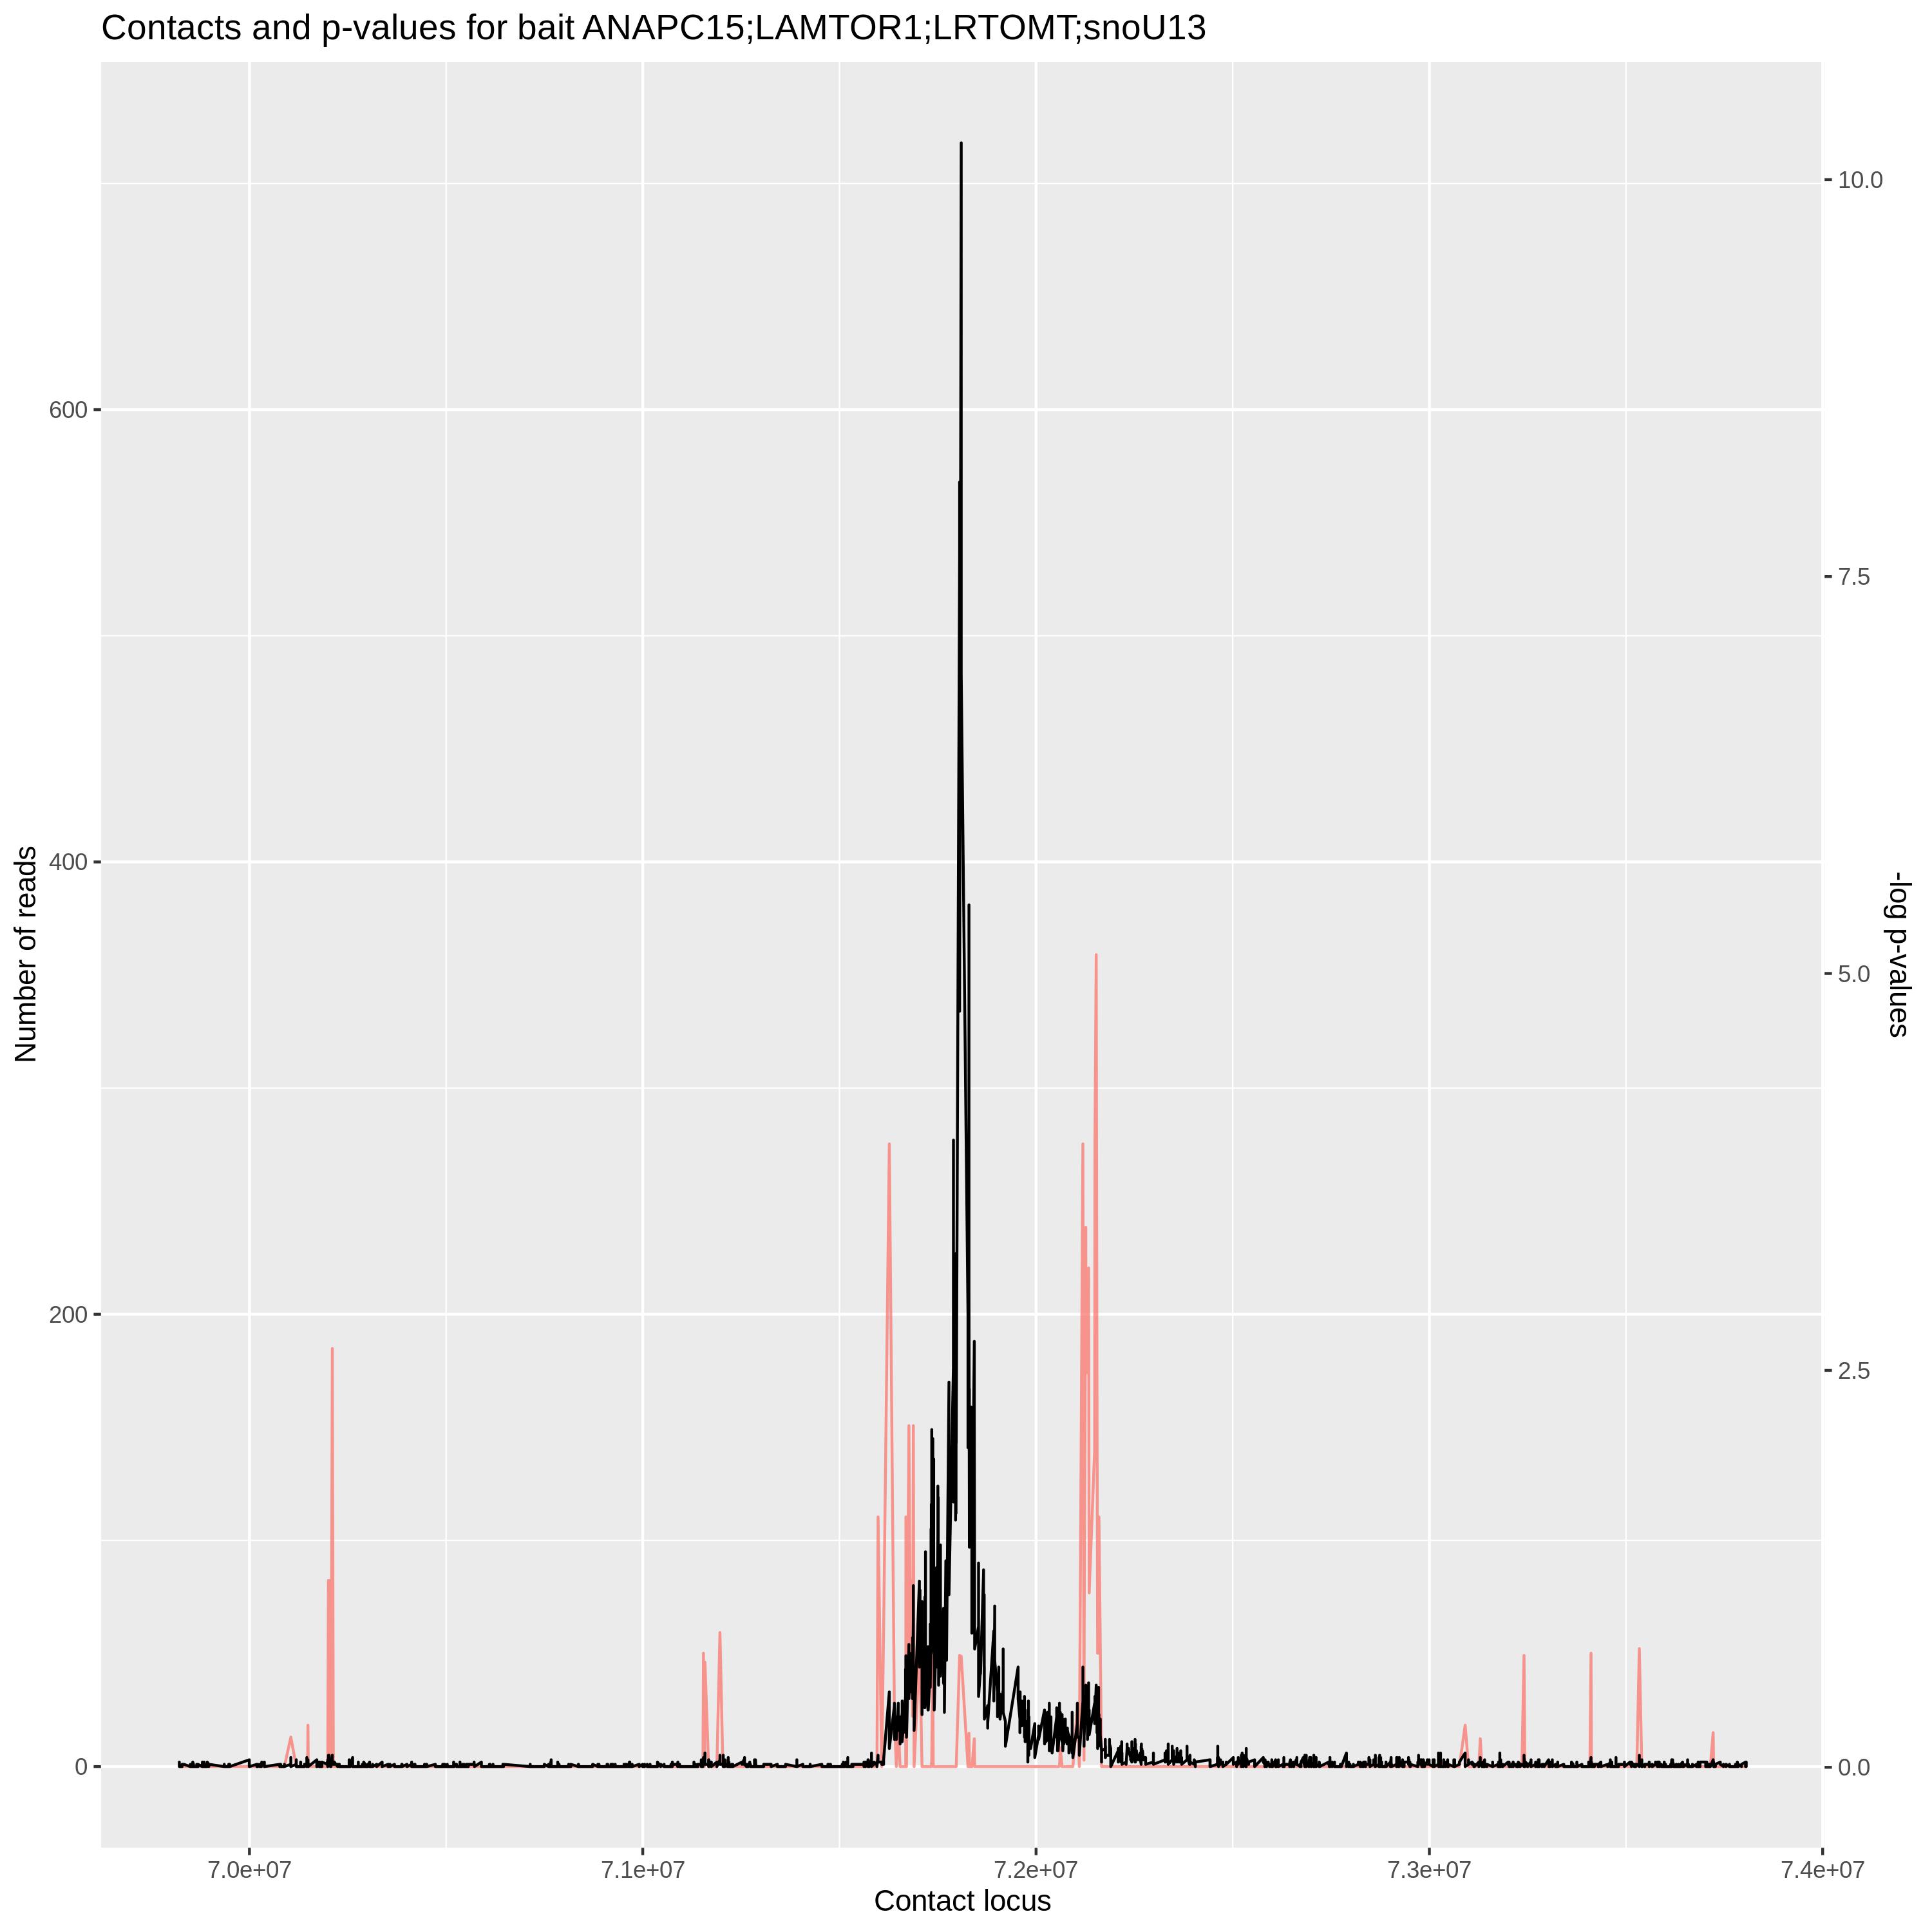 Contacts and p-values for bait ANAPC15;LAMTOR1;LRTOMT;snoU13
Number of reads
600
400
200
0
10.0
7.5
5.0
2.5
0.0
-log p-values
7.0e+07 7.1e+07 7.2e+07 7.3e+07 7.4e+07
Contact locus